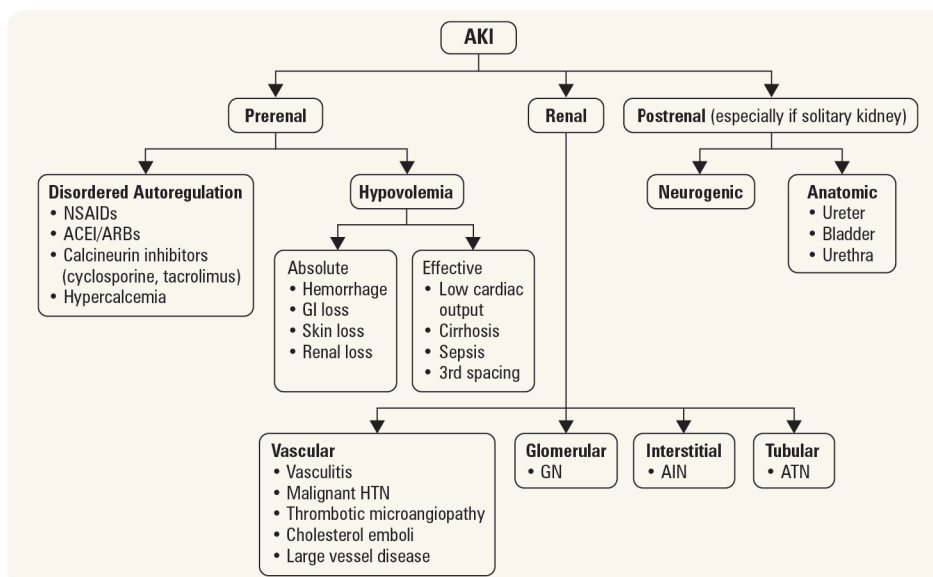 AKI
Prerenal
Renal
Postrenal (especially if solitary kidney)
Disordered Autoregulation
• NSAIDs
• ACEI/ARBs
• Calcineurin inhibitors
(cyclosporine, tacrolimus)
• Hypercalcemia
Hypovolemia
Neurogenic
Anatomic
• Ureter
• Bladder
• Urethra
Absolute
• Hemorrhage
• GI loss
• Skin loss
• Renal loss
Effective
• Low cardiac
output
• Cirrhosis
• Sepsis
• 3rd spacing
Vascular
• Vasculitis
• Malignant HTN
• Thrombotic microangiopathy
• Cholesterol emboli
• Large vessel disease
Glomerular
• GN
Interstitial
• AIN
Tubular
• ATN